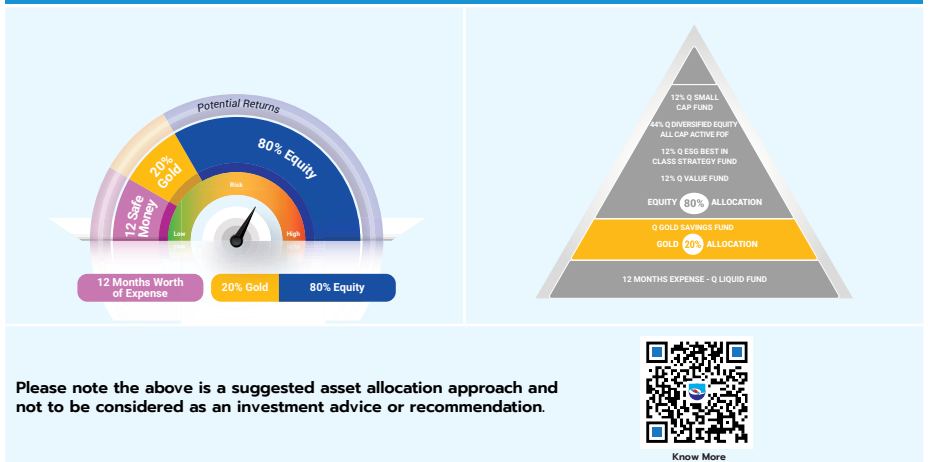 Potential Returns
80% Equity
20%
Gold
12 Safe
Money
Risk
Low
High
12 Months Worth
of Expense
20% Gold
80% Equity
12% Q SMALL
CAP FUND
44% Q DIVERSIFIED EQUITY
ALL CAP ACTIVE FOF
12% Q ESG BEST IN
CLASS STRATEGY FUND
12% Q VALUE FUND
EQUITY 80% ALLOCATION
Q GOLD SAVINGS FUND
GOLD 20% ALLOCATION
12 MONTHS EXPENSE - Q LIQUID FUND
Please note the above is a suggested asset allocation approach and
not to be considered as an investment advice or recommendation.
Know More